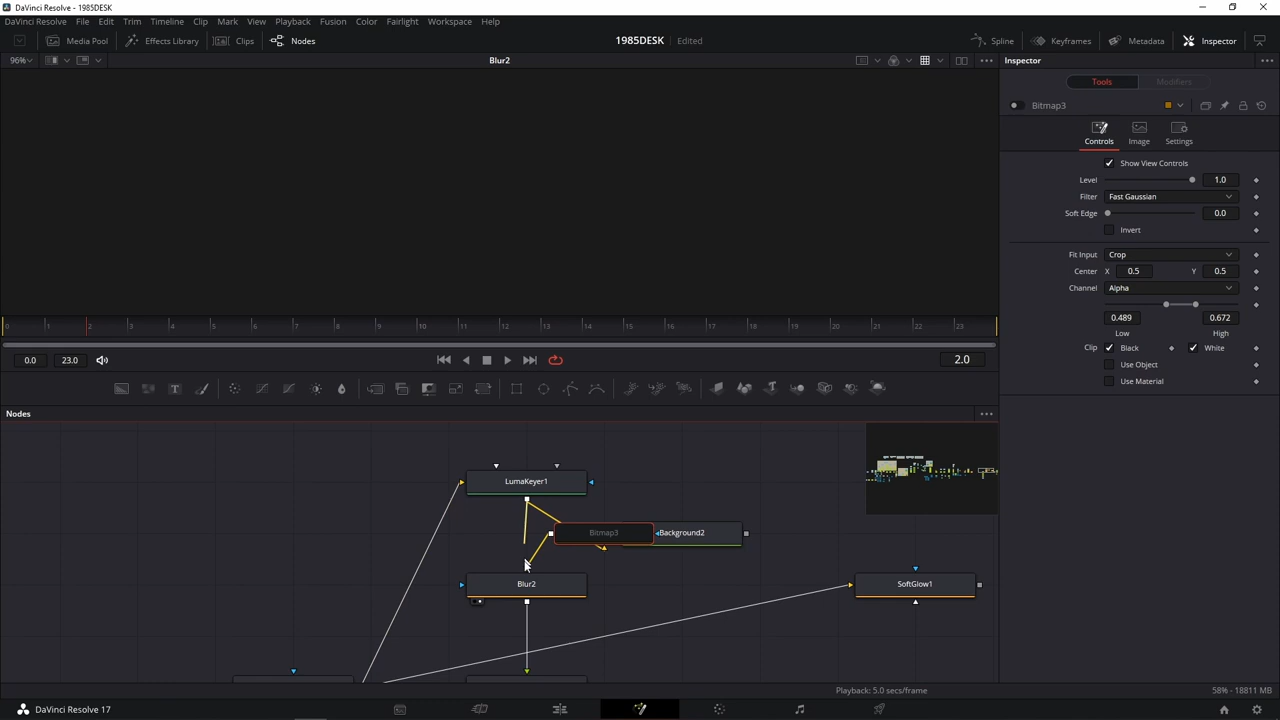 DaVinci Resolve - 1985DESK
DaVinci Resolve File Edit Trim Timeline Clip Mark View Playback Fusion Color Fairlight Workspace Help
Media Pool Effects Library Clips Nodes 1985DESK Edited Spline Keyframes Metadata Inspector
96% Blur2 Inspector
Tools Modifiers
Bitmap3
Controls Image Settings
Show View Controls
Level 1.0
Filter Fast Gaussian
Soft Edge 0.0
Invert
Fit Input Crop
Center X 0.5 Y 0.5
Channel Alpha
0.489 0.672
Low High
Clip Black White
Use Object
Use Material
0 1 2 3 4 5 6 7 8 9 10 11 12 13 14 15 16 17 18 19 20 21 22 23
0.0 23.0 2.0
Nodes
LumaKeyer1
Bitmap3 Background2
Blur2 SoftGlow1
Playback: 5.0 secs/frame 58% - 18811 MB
DaVinci Resolve 17